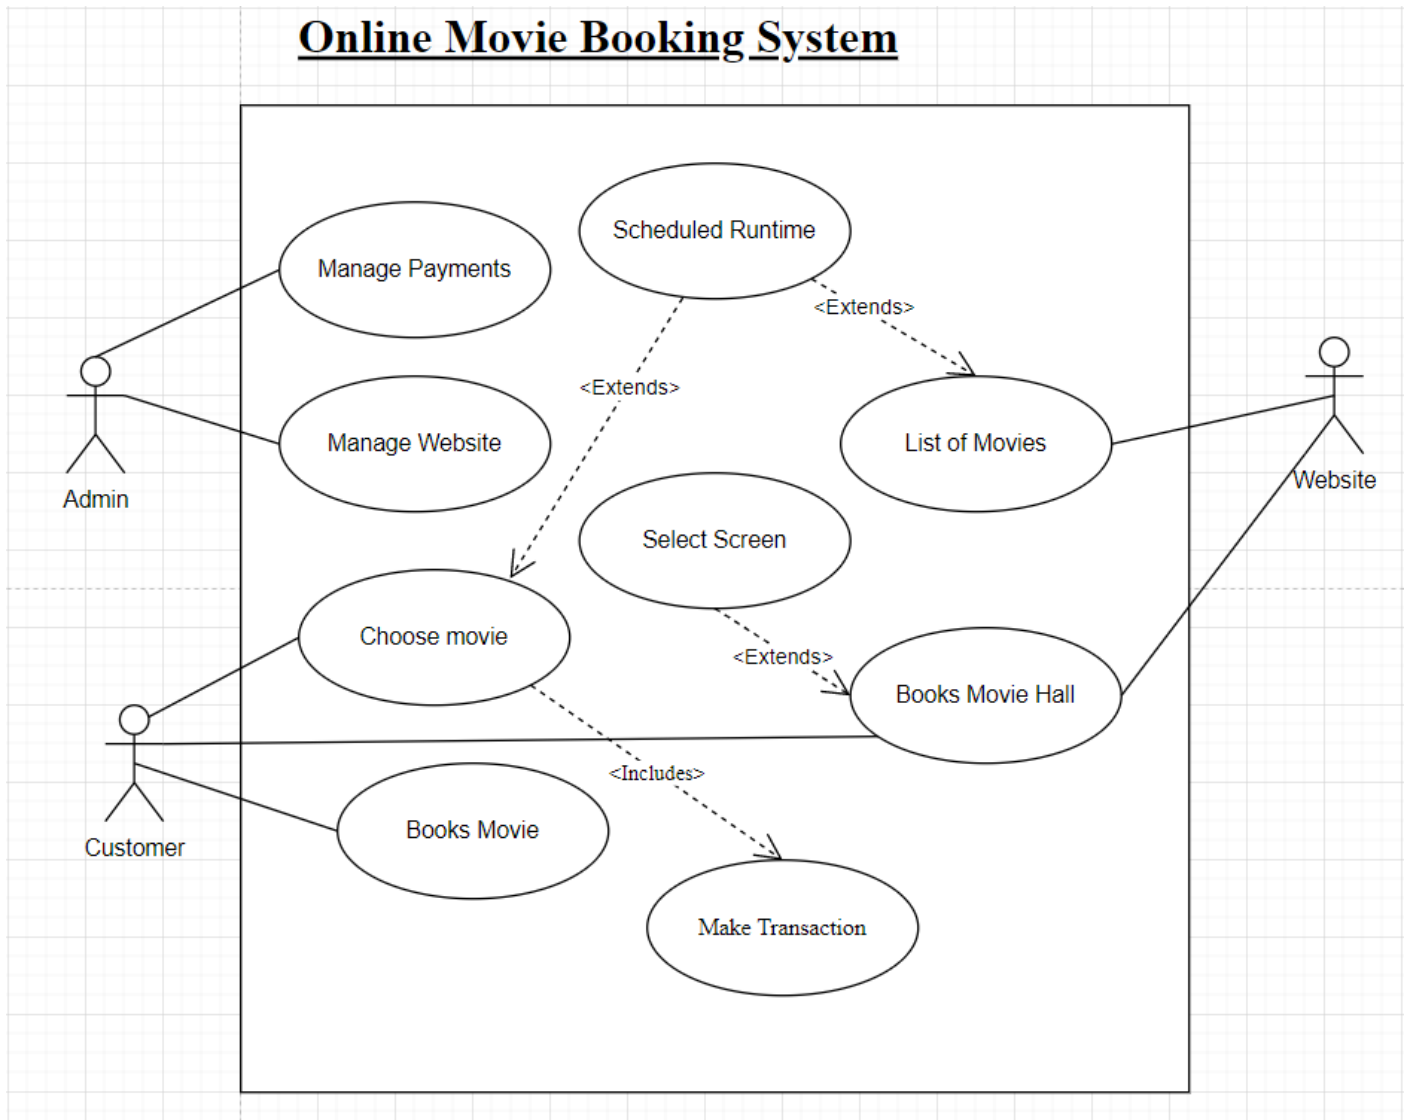 Online Movie Booking System
Scheduled Runtime
Manage Payments
<Extends>
<Extends>
Manage Website
List of Movies
Website
Admin
Select Screen
Choose movie
<Extends>
Books Movie Hall
<Includes>
Books Movie
Customer
Make Transaction